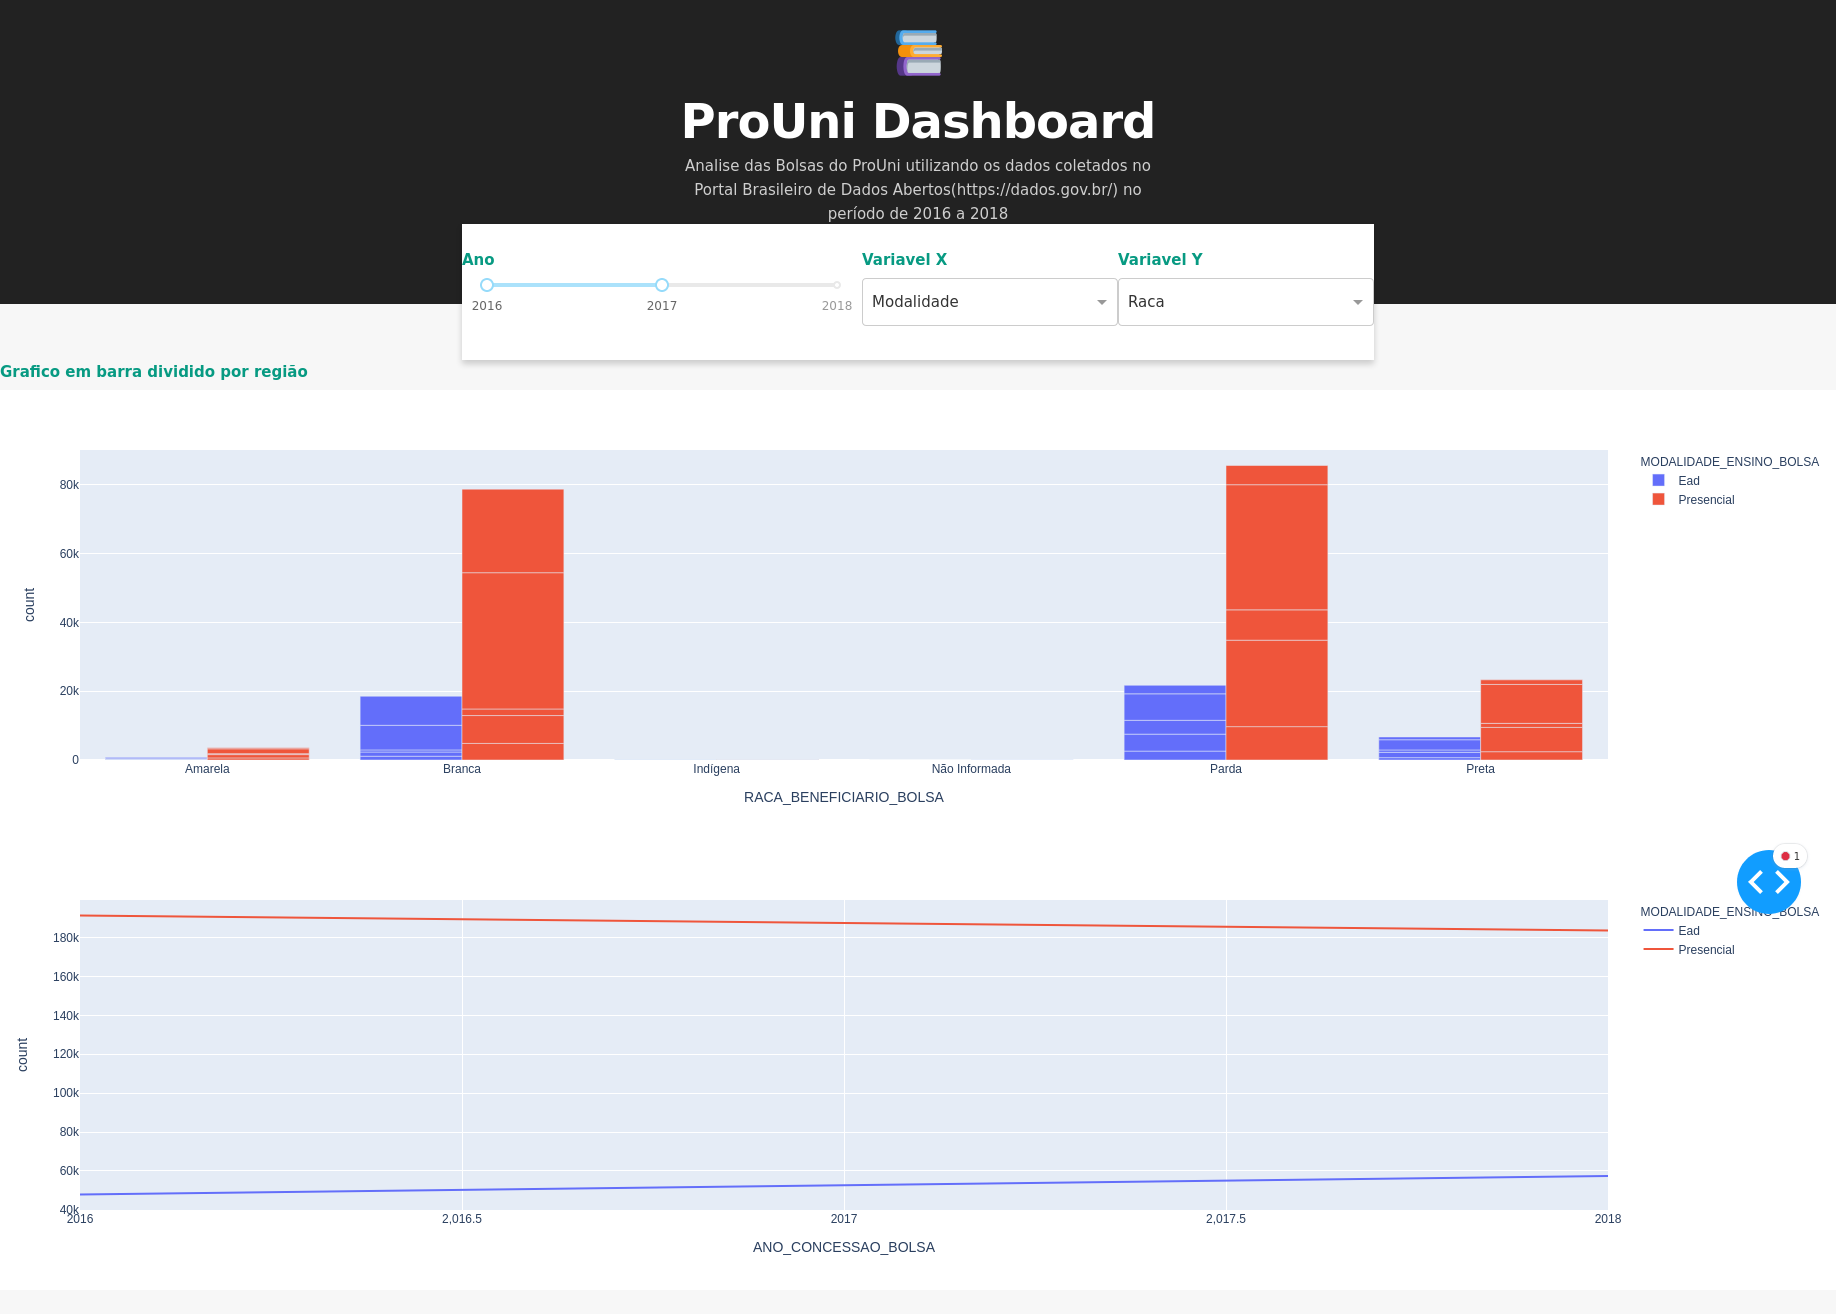 ProUni Dashboard
Analise das Bolsas do ProUni utilizando os dados coletados no
Portal Brasileiro de Dados Abertos(https://dados.gov.br/) no
período de 2016 a 2018
Ano
2016
2017
2018
Variavel X
Modalidade
Variavel Y
Raca
Grafico em barra dividido por região
80k
60k
40k
20k
0
count
Amarela
Branca
Indígena
Não Informada
Parda
Preta
RACA_BENEFICIARIO_BOLSA
MODALIDADE_ENSINO_BOLSA
Ead
Presencial
1
180k
160k
140k
120k
100k
80k
60k
40k
count
2016
2,016.5
2017
2,017.5
2018
ANO_CONCESSAO_BOLSA
MODALIDADE_ENSINO_BOLSA
Ead
Presencial